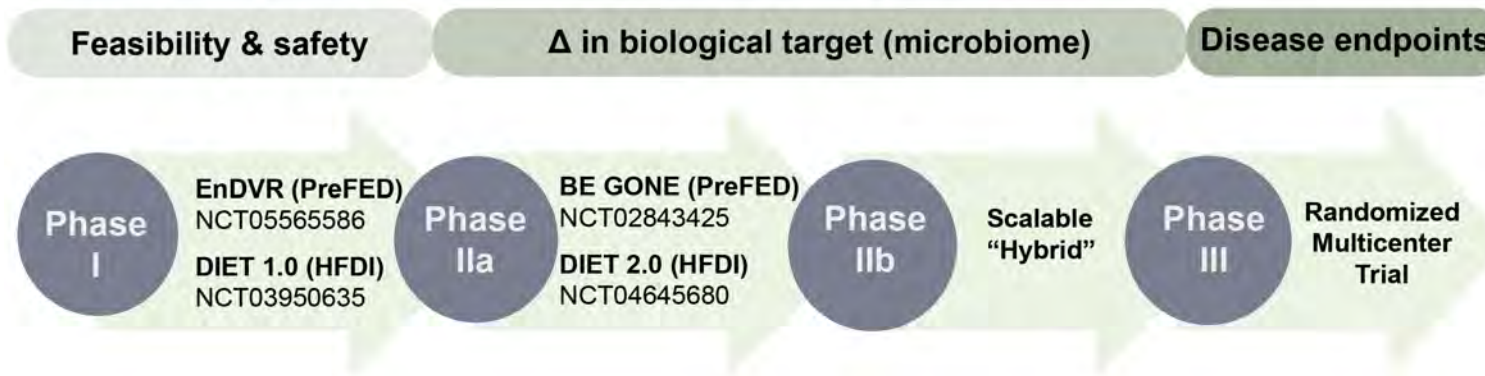 Feasibility & safety
Δ in biological target (microbiome)
Disease endpoints
Phase
I
EnDVR (PreFED)
NCT05565586
DIET 1.0 (HFDI)
NCT03950635
Phase
IIa
BE GONE (PreFED)
NCT02843425
DIET 2.0 (HFDI)
NCT04645680
Phase
IIb
Scalable
“Hybrid”
Phase
III
Randomized
Multicenter
Trial